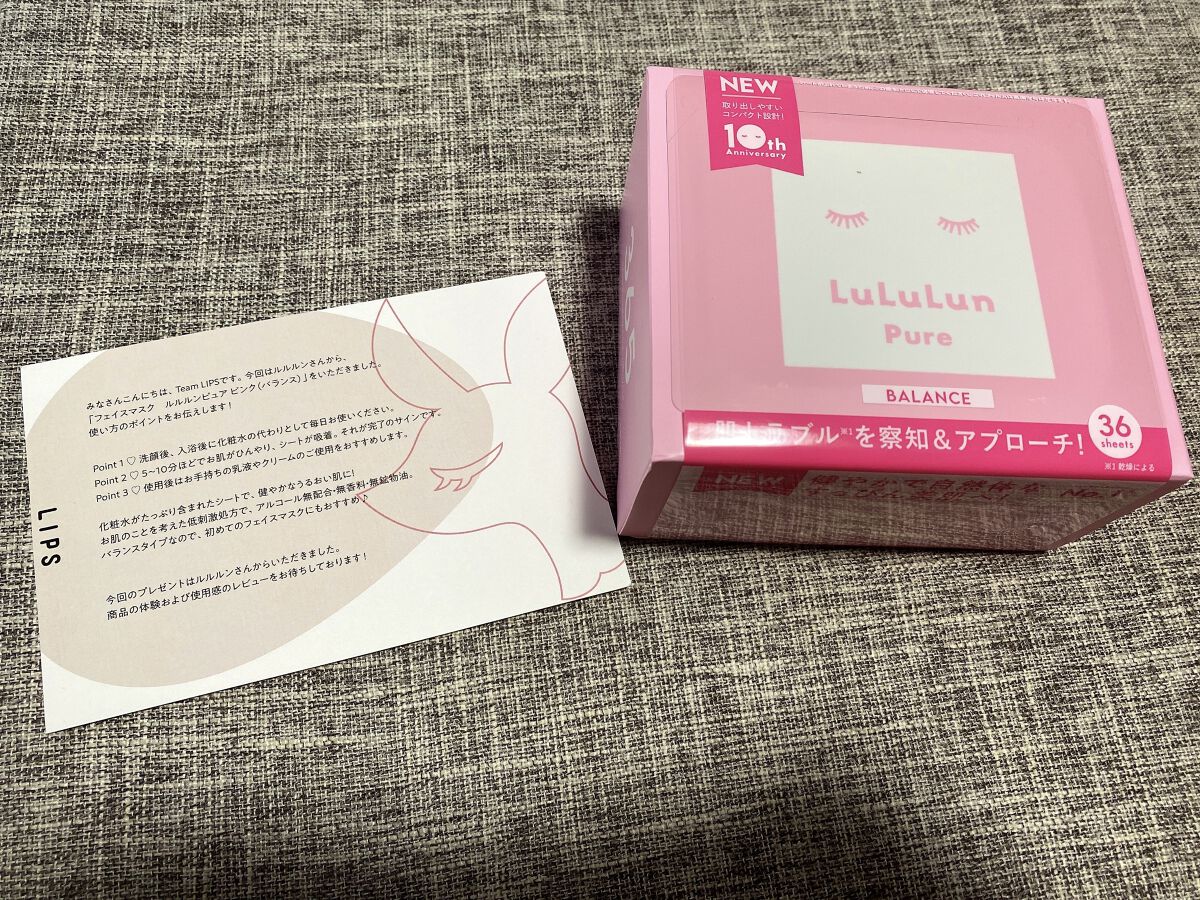 みなさんこんにちは、Team LIPSです。今回はルルルンさんから、
「フェイスマスク　ルルルンピュア ピンク（バランス）」をいただきました。
使い方のポイントをお伝えします！
Point 1 ♡ 洗顔後、入浴後に化粧水の代わりとして毎日お使いください。
Point 2 ♡ 5~10分ほどでお肌がひんやり、シートが吸着。それが完了のサインです。
Point 3 ♡ 使用後はお手持ちの乳液やクリームのご使用をおすすめします。
化粧水がたっぷり含まれたシートで、健やかなうるおい肌に！
お肌のことを考えた低刺激処方で、アルコール無配合・無香料・無鉱物油。
バランスタイプなので、初めてのフェイスマスクにもおすすめ♪
今回のプレゼントはルルルンさんからいただきました。
商品の体験および使用感のレビューをお待ちしております！
LIPS
NEW
取り出しやすい
コンパクト設計！
10th
Anniversary
LuLuLun
Pure
BALANCE
肌トラブル※1を察知＆アプローチ！
36
sheets
※1 乾燥による
365
NEW
健やかで自然体な
No.1